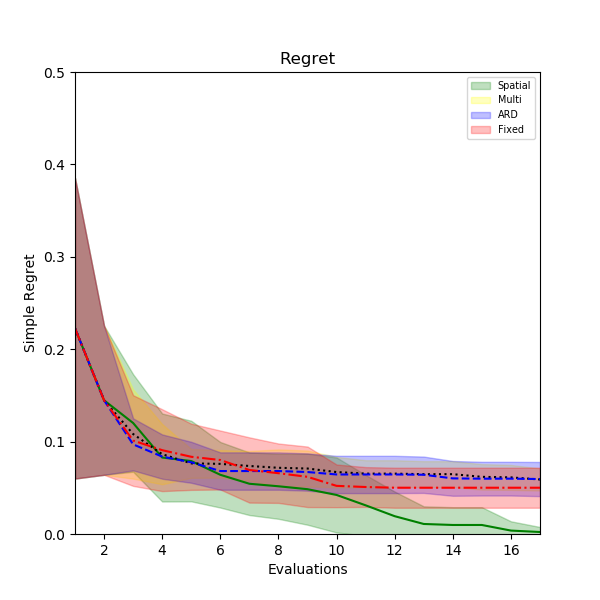 Regret
Simple Regret
0.5
0.4
0.3
0.2
0.1
0.0
Spatial
Multi
ARD
Fixed
2 4 6 8 10 12 14 16
Evaluations